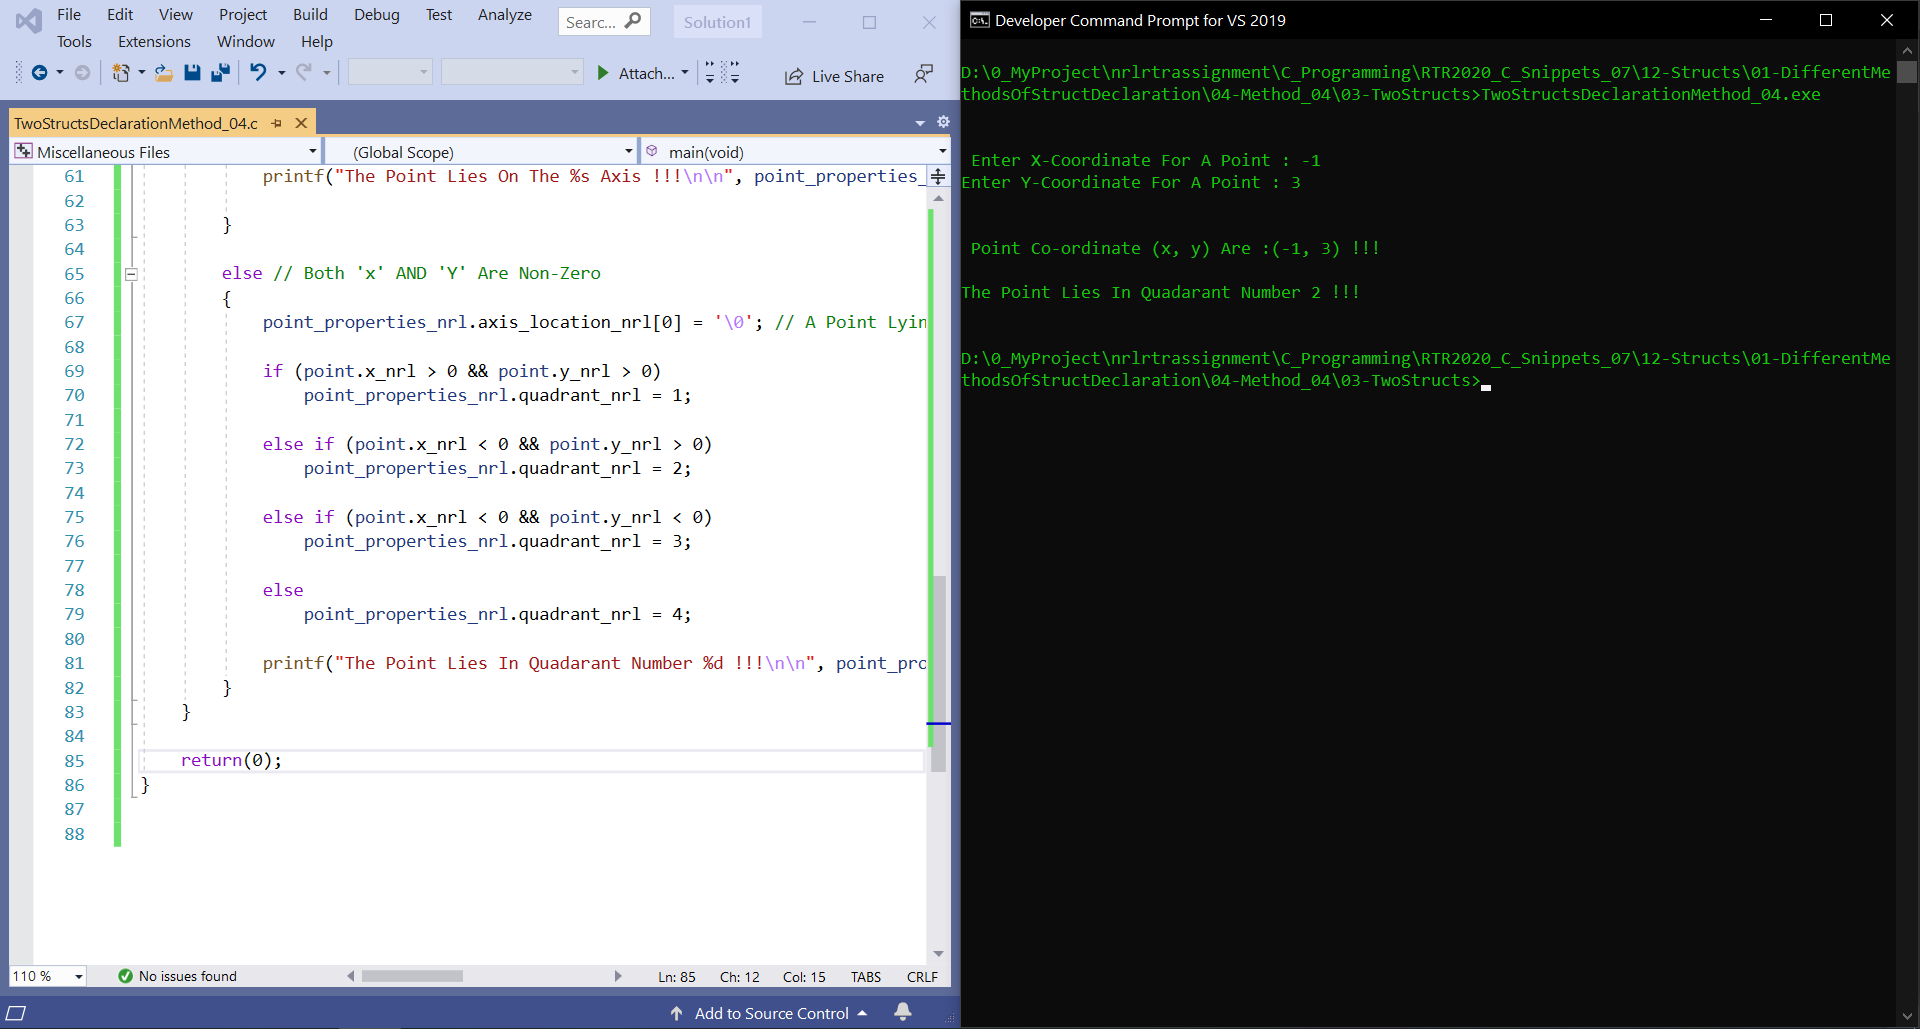 File Edit View Project Build Debug Test Analyze Searc... Solution1
Tools Extensions Window Help
Attach... Live Share
TwoStructsDeclarationMethod_04.c
Miscellaneous Files (Global Scope) main(void)
61 printf("The Point Lies On The %s Axis !!!\n\n", point_properties_
62
63 }
64
65 else // Both 'x' AND 'Y' Are Non-Zero
66 {
67 point_properties_nrl.axis_location_nrl[0] = '\0'; // A Point Lyin
68
69 if (point.x_nrl > 0 && point.y_nrl > 0)
70 point_properties_nrl.quadrant_nrl = 1;
71
72 else if (point.x_nrl < 0 && point.y_nrl > 0)
73 point_properties_nrl.quadrant_nrl = 2;
74
75 else if (point.x_nrl < 0 && point.y_nrl < 0)
76 point_properties_nrl.quadrant_nrl = 3;
77
78 else
79 point_properties_nrl.quadrant_nrl = 4;
80
81 printf("The Point Lies In Quadarant Number %d !!!\n\n", point_pro
82 }
83 }
84
85 return(0);
86 }
87
88
110 % No issues found Ln: 85 Ch: 12 Col: 15 TABS CRLF
Add to Source Control
Developer Command Prompt for VS 2019
D:\0_MyProject\nrlrtrassignment\C_Programming\RTR2020_C_Snippets_07\12-Structs\01-DifferentMe
thodsOfStructDeclaration\04-Method_04\03-TwoStructs>TwoStructsDeclarationMethod_04.exe
Enter X-Coordinate For A Point : -1
Enter Y-Coordinate For A Point : 3
Point Co-ordinate (x, y) Are :(-1, 3) !!!
The Point Lies In Quadarant Number 2 !!!
D:\0_MyProject\nrlrtrassignment\C_Programming\RTR2020_C_Snippets_07\12-Structs\01-DifferentMe
thodsOfStructDeclaration\04-Method_04\03-TwoStructs>